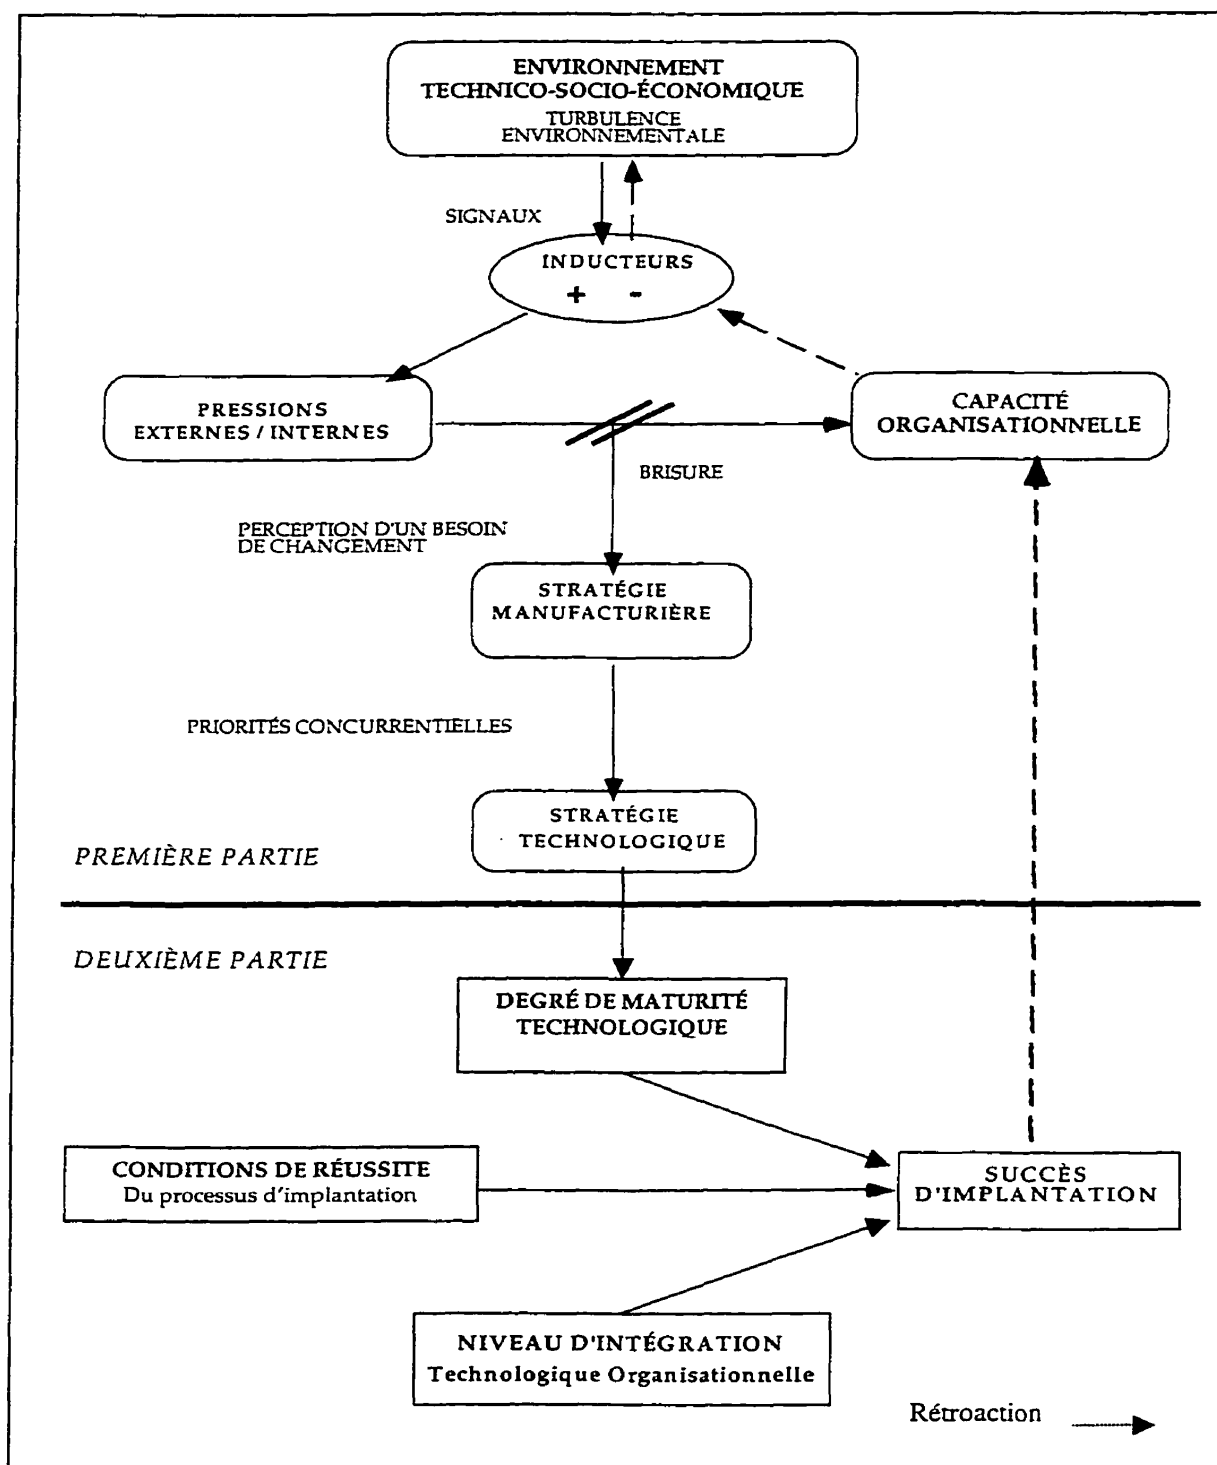 ENVIRONNEMENT
TECHNICO-SOCIO-ÉCONOMIQUE
TURBULENCE
ENVIRONNEMENTALE
SIGNAUX
INDUCTEURS
+ -
PRESSIONS
EXTERNES / INTERNES
CAPACITÉ
ORGANISATIONNELLE
BRISURE
PERCEPTION D'UN BESOIN
DE CHANGEMENT
STRATÉGIE
MANUFACTURIÈRE
PRIORITÉS CONCURRENTIELLES
STRATÉGIE
TECHNOLOGIQUE
PREMIÈRE PARTIE
DEUXIÈME PARTIE
DEGRÉ DE MATURITÉ
TECHNOLOGIQUE
CONDITIONS DE RÉUSSITE
Du processus d'implantation
SUCCÈS
D'IMPLANTATION
NIVEAU D'INTÉGRATION
Technologique Organisationnelle
Rétroaction